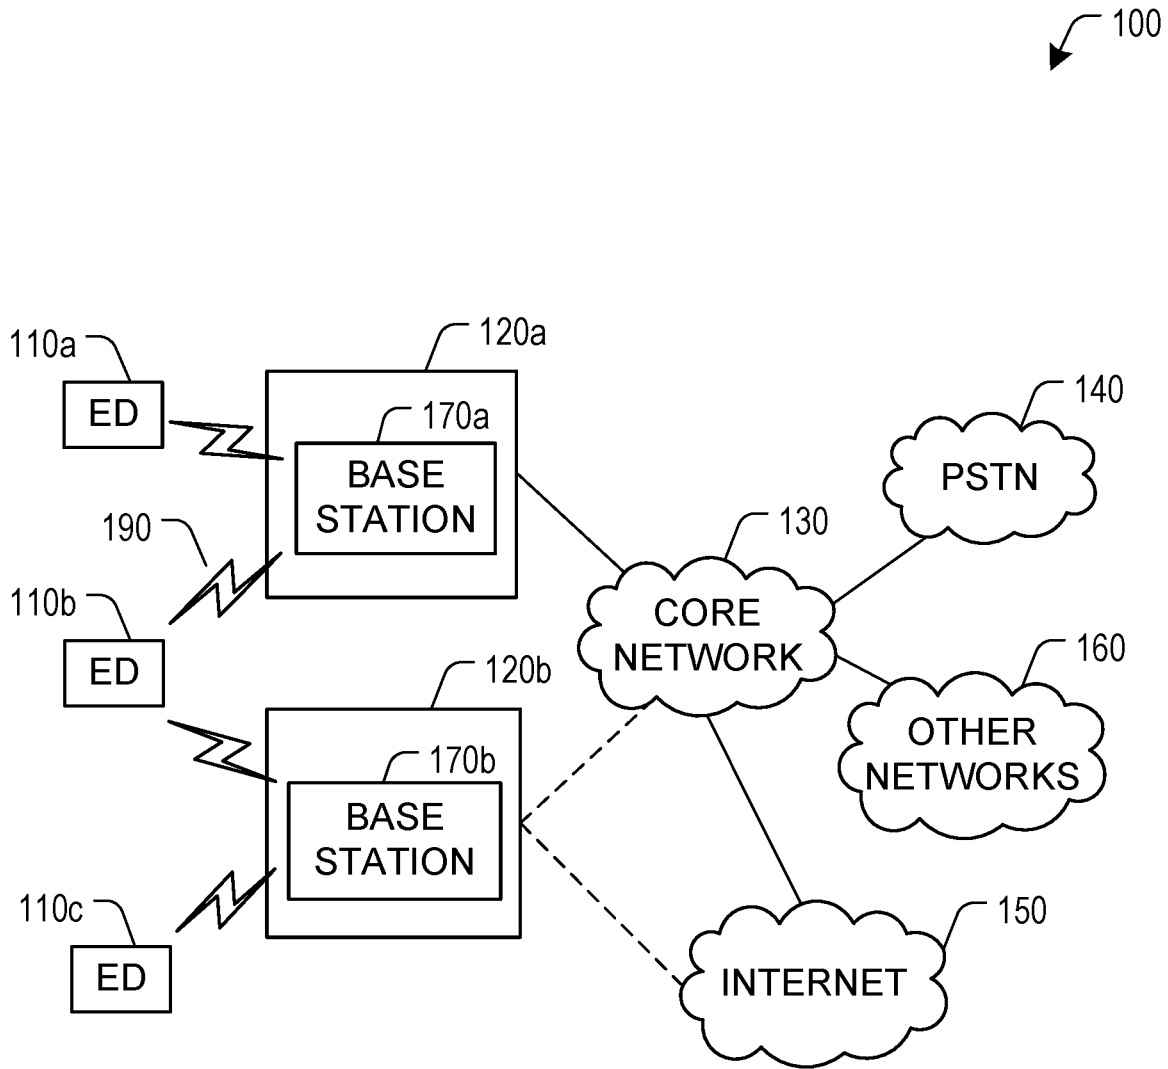 100
110a
ED
120a
170a
BASE
STATION
140
PSTN
190
130
CORE
NETWORK
110b
ED
120b
160
OTHER
NETWORKS
170b
BASE
STATION
110c
ED
150
INTERNET